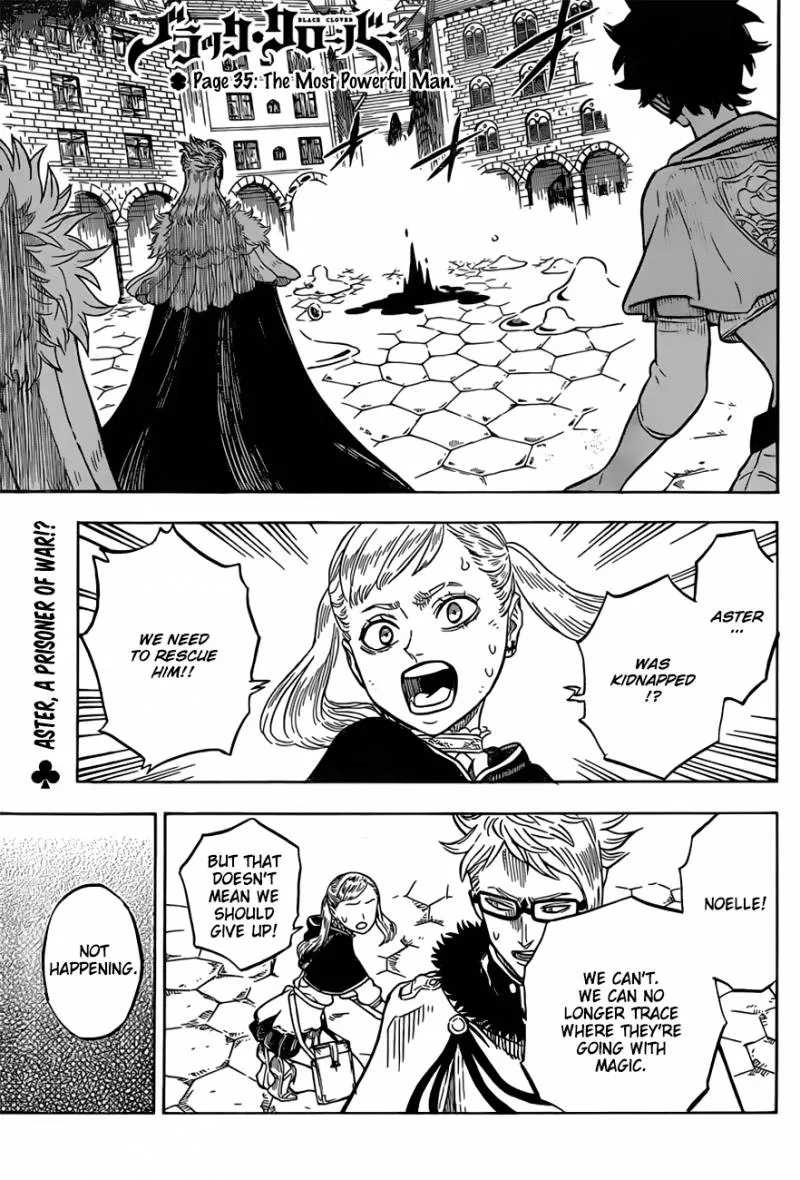 BLACK CLOVER
ブラック・クローバー
Page 35: The Most Powerful Man.
ASTER, A PRISONER OF WAR!?
ASTER
...
WAS
KIDNAPPED
!?
WE NEED
TO RESCUE
HIM!!
NOELLE!
WE CAN'T.
WE CAN NO
LONGER TRACE
WHERE THEY'RE
GOING WITH
MAGIC.
BUT THAT
DOESN'T
MEAN WE
SHOULD
GIVE UP!
NOT
HAPPENING.